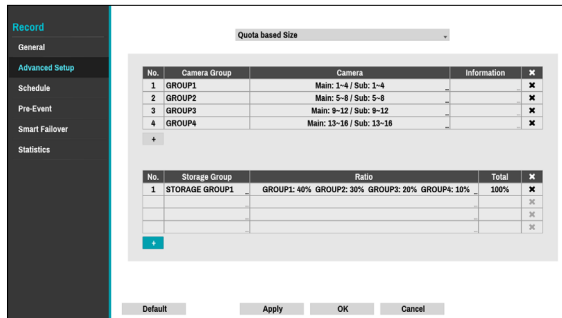 Record
General
Advanced Setup
Schedule
Pre-Event
Smart Failover
Statistics
Quota based Size
No. Camera Group Camera Information ✖
1 GROUP1 Main: 1~4 / Sub: 1~4 ... ... ✖
2 GROUP2 Main: 5~8 / Sub: 5~8 ... ... ✖
3 GROUP3 Main: 9~12 / Sub: 9~12 ... ... ✖
4 GROUP4 Main: 13~16 / Sub: 13~16 ... ... ✖
+
No. Storage Group Ratio Total ✖
1 STORAGE GROUP1 ... GROUP1: 40% GROUP2: 30% GROUP3: 20% GROUP4: 10% ... 100% ✖
... ... ✖
... ... ✖
... ... ✖
+
Default Apply OK Cancel